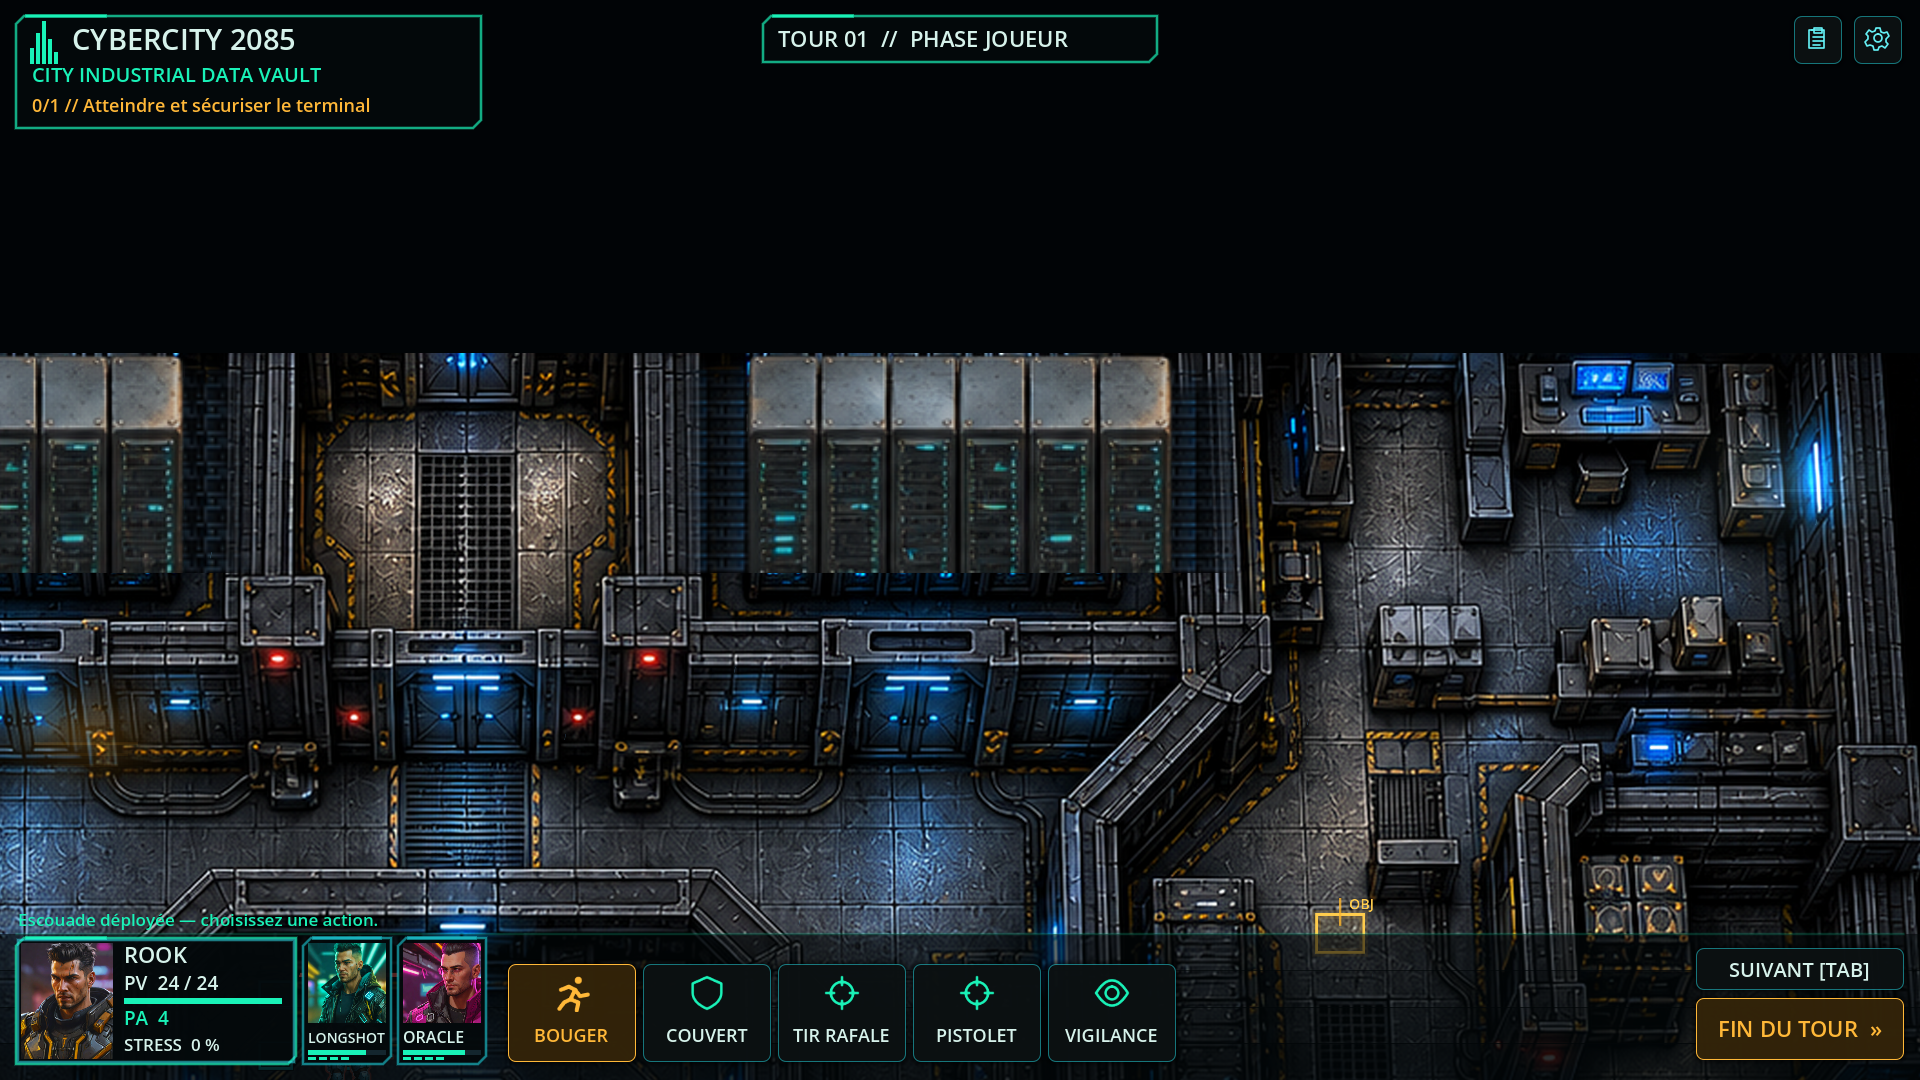 CYBERCITY 2085
CITY INDUSTRIAL DATA VAULT
0/1 // Atteindre et sécuriser le terminal
TOUR 01 // PHASE JOUEUR
OBJ
Escouade déployée — choisissez une action.
ROOK
PV 24 / 24
PA 4
STRESS 0 %
LONGSHOT
ORACLE
BOUGER
COUVERT
TIR RAFALE
PISTOLET
VIGILANCE
SUIVANT [TAB]
FIN DU TOUR »